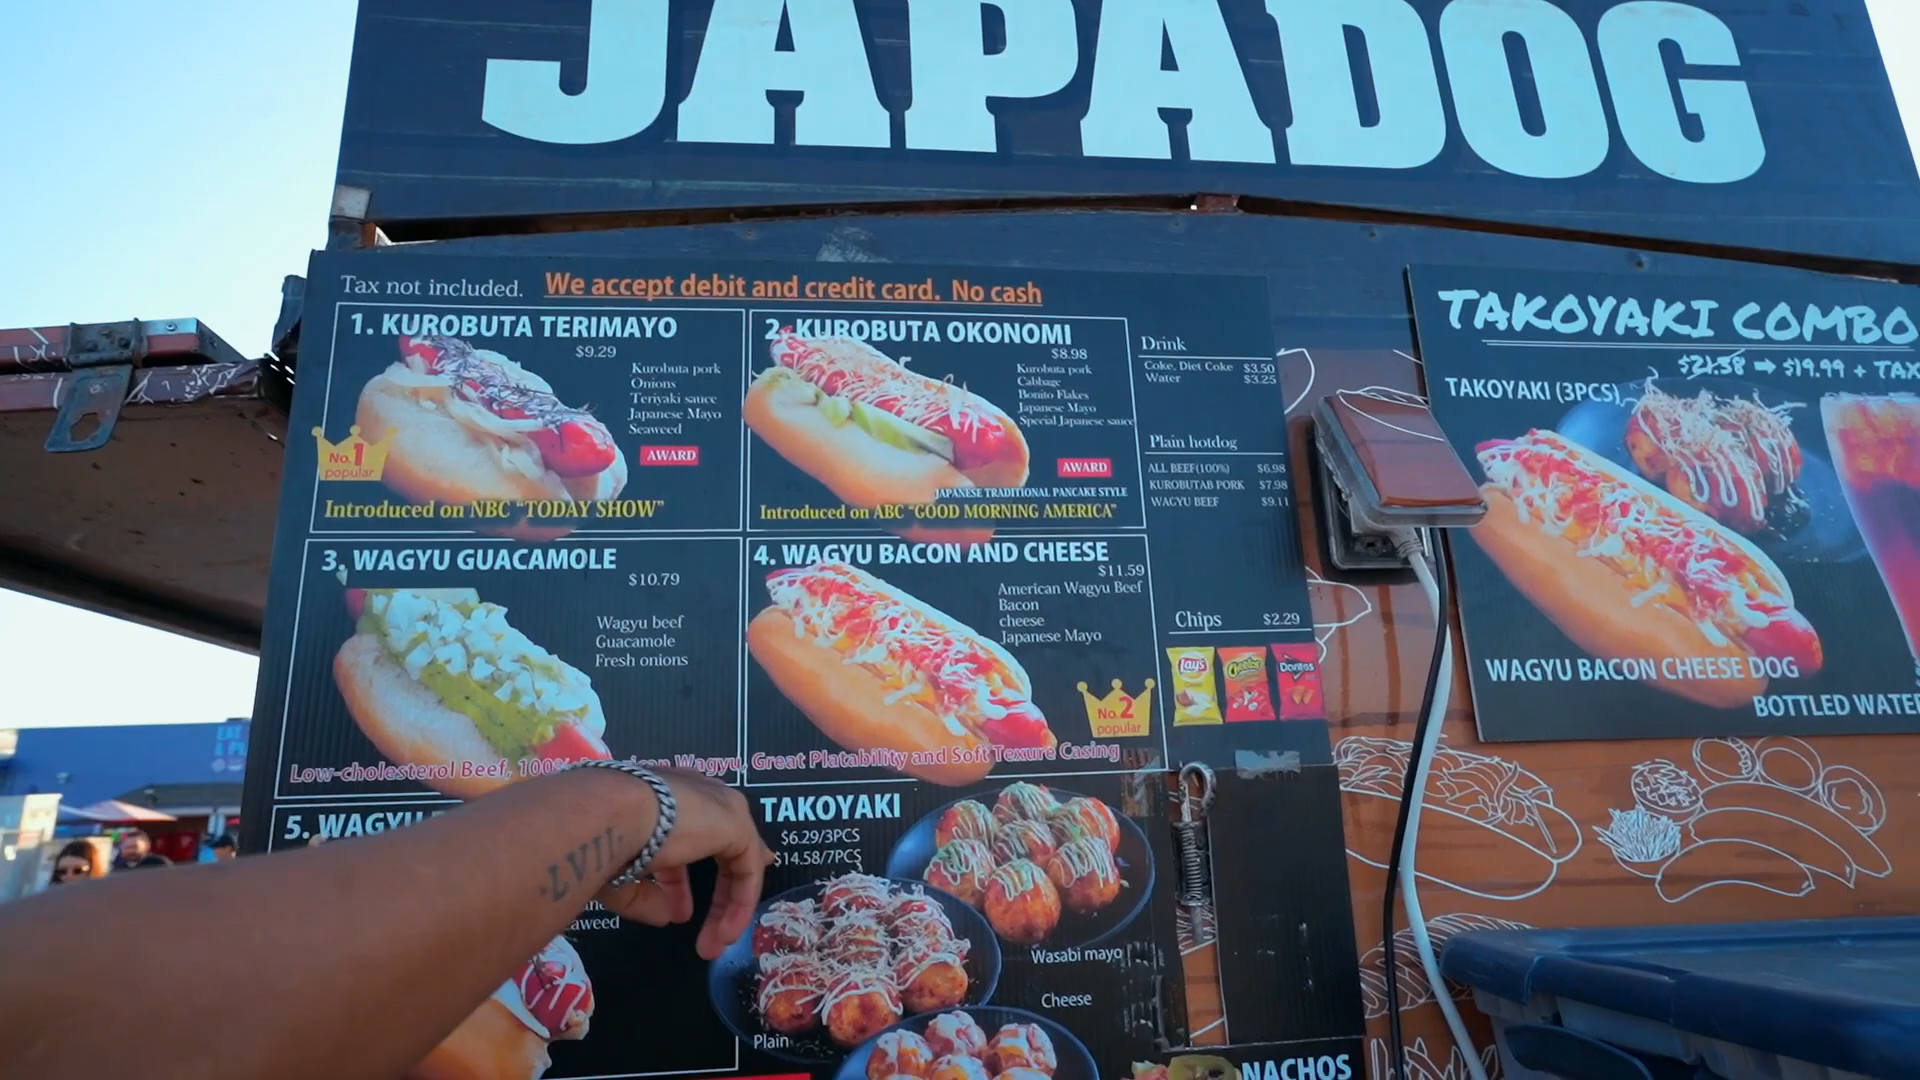 JAPADOG
Tax not included. We accept debit and credit card. No cash
1. KUROBUTA TERIMAYO
$9.29
Kurobuta pork
Onions
Teriyaki sauce
Japanese Mayo
Seaweed
AWARD
No.1
popular
Introduced on NBC "TODAY SHOW"
2. KUROBUTA OKONOMI
$8.98
Kurobuta pork
Cabbage
Bonito Flakes
Japanese Mayo
Special Japanese sauce
AWARD
JAPANESE TRADITIONAL PANCAKE STYLE
Introduced on ABC "GOOD MORNING AMERICA"
Drink
Coke, Diet Coke $3.50
Water $3.25
Plain hotdog
ALL BEEF(100%) $6.98
KUROBUTAB PORK $7.98
WAGYU BEEF $9.11
Chips $2.29
Lays
Cheetos
Doritos
3. WAGYU GUACAMOLE
$10.79
Wagyu beef
Guacamole
Fresh onions
4. WAGYU BACON AND CHEESE
$11.59
American Wagyu Beef
Bacon
cheese
Japanese Mayo
No.2
popular
Low-cholesterol Beef, 100% Wagyu, Great Platability and Soft Texure Casing
5. WAGYU
TAKOYAKI
$6.29/3PCS
$14.58/7PCS
Wasabi mayo
Cheese
Plain
NACHOS
TAKOYAKI COMBO
$21.58 ➡ $19.99 + TAX
TAKOYAKI (3PCS)
WAGYU BACON CHEESE DOG
BOTTLED WATE
LVII
EAT